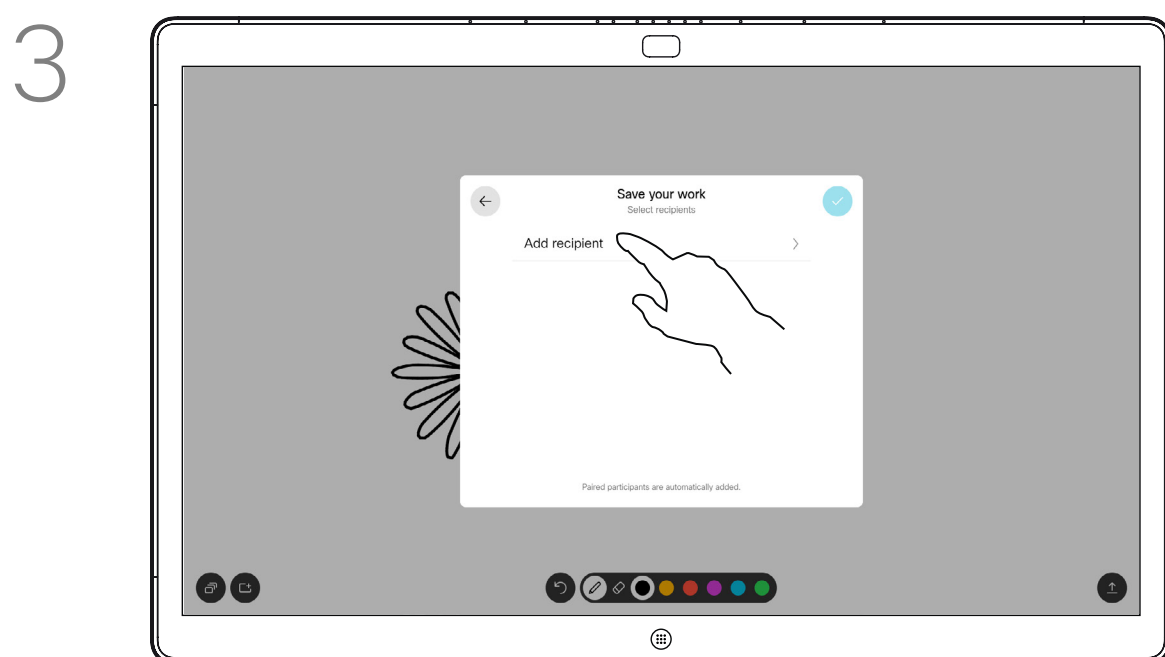 3
Save your work
Select recipients
Add recipient
Paired participants are automatically added.